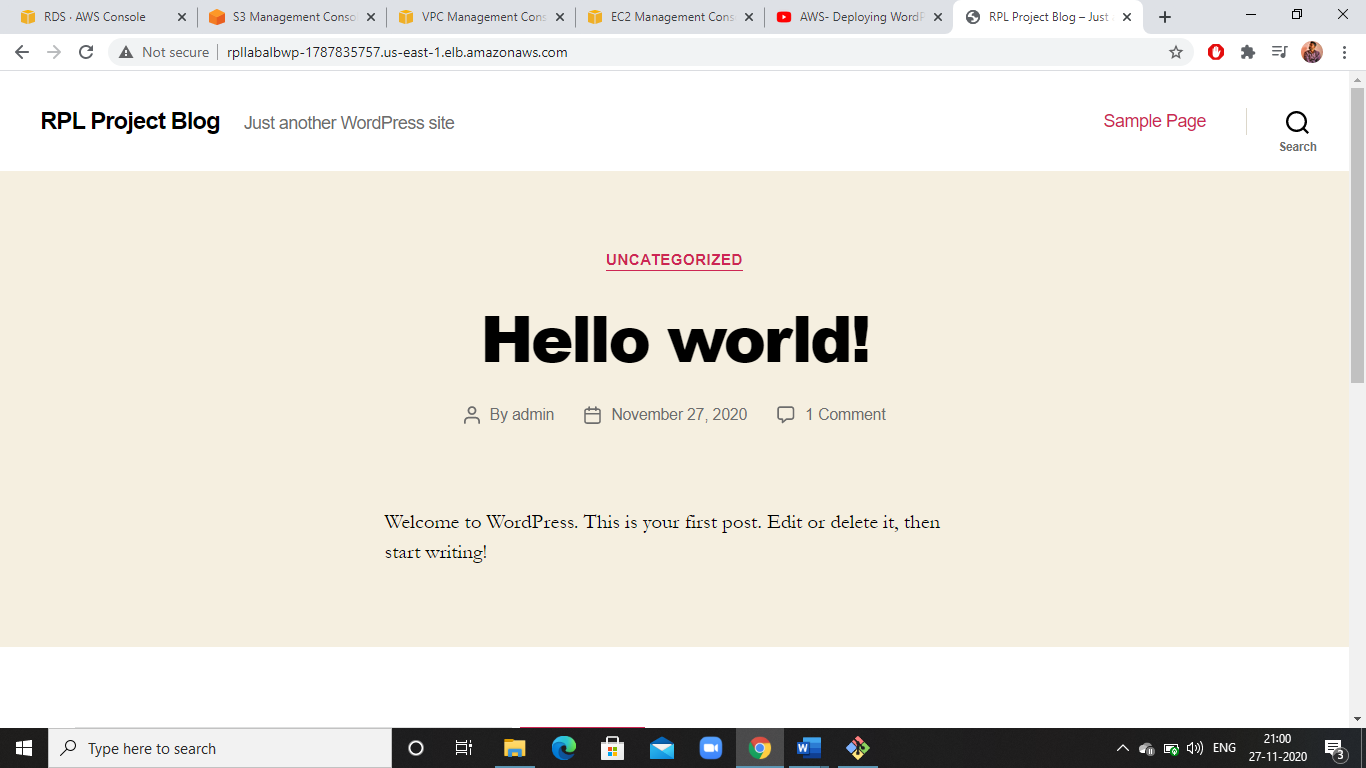 RDS · AWS Console
S3 Management Conso
VPC Management Cons
EC2 Management Cons
AWS- Deploying WordP
RPL Project Blog – Just
Not secure
rpllabalbwp-1787835757.us-east-1.elb.amazonaws.com
RPL Project Blog
Just another WordPress site
Sample Page
Search
UNCATEGORIZED
Hello world!
By admin
November 27, 2020
1 Comment
Welcome to WordPress. This is your first post. Edit or delete it, then
start writing!
Type here to search
ENG
21:00
27-11-2020
3